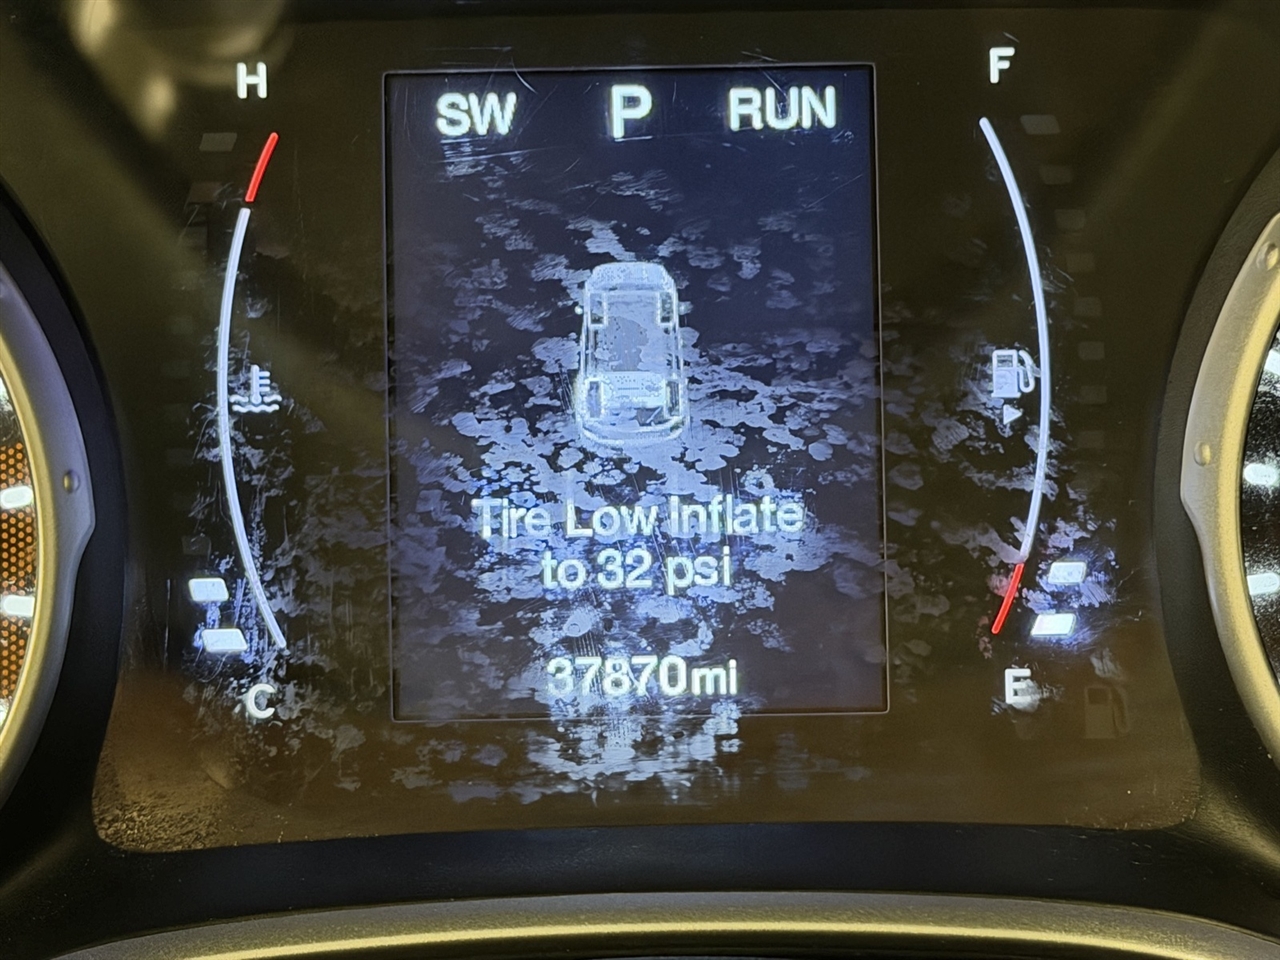 H
F
SW P RUN
Tire Low Inflate
to 32 psi
37870mi
C
E